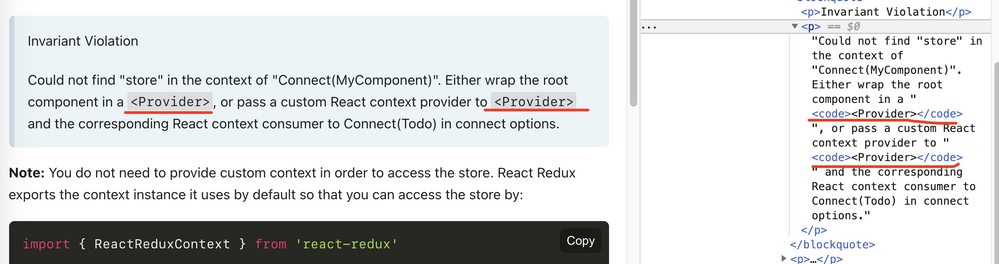 Invariant Violation
Could not find "store" in the context of "Connect(MyComponent)". Either wrap the root
component in a <Provider>, or pass a custom React context provider to <Provider>
and the corresponding React context consumer to Connect(Todo) in connect options.
Note: You do not need to provide custom context in order to access the store. React Redux
exports the context instance it uses by default so that you can access the store by:
import { ReactReduxContext } from 'react-redux'
Copy
<p>Invariant Violation</p>
... ▼<p> == $0
"Could not find "store" in
the context of
"Connect(MyComponent)".
Either wrap the root
component in a "
<code><Provider></code>
", or pass a custom React
context provider to "
<code><Provider></code>
" and the corresponding
React context consumer to
Connect(Todo) in connect
options."
</p>
</blockquote>
▶<p>…</p>